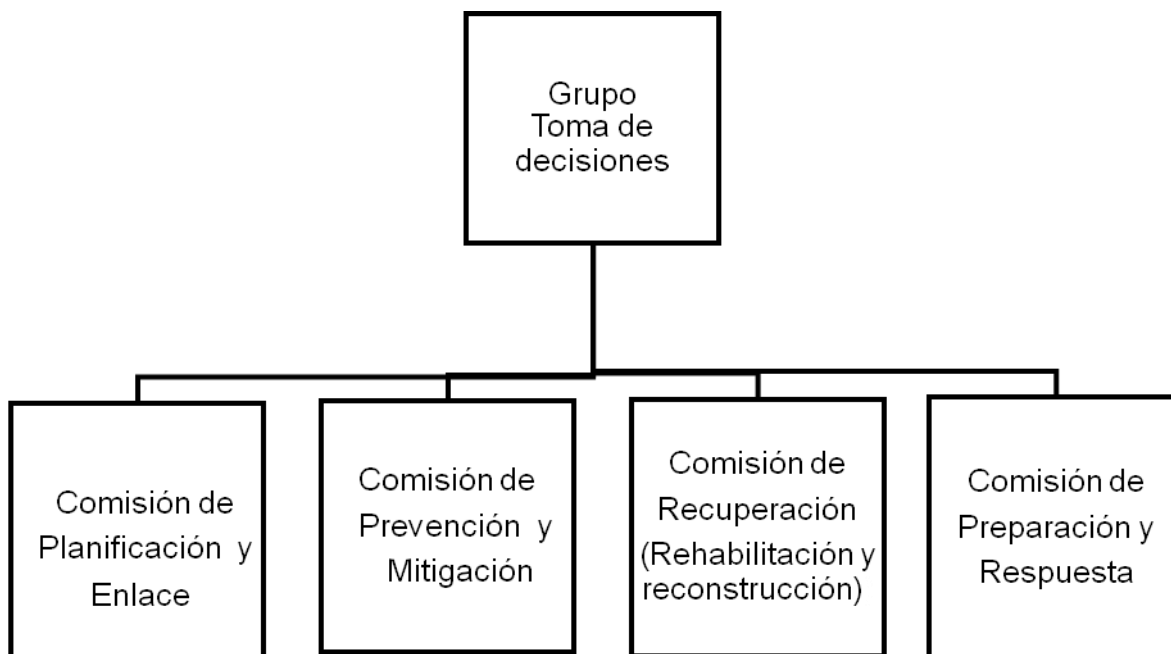 Grupo
Toma de
decisiones
Comisión de
Planificación y
Enlace
Comisión de
Prevención y
Mitigación
Comisión de
Recuperación
(Rehabilitación y
reconstrucción)
Comisión de
Preparación y
Respuesta